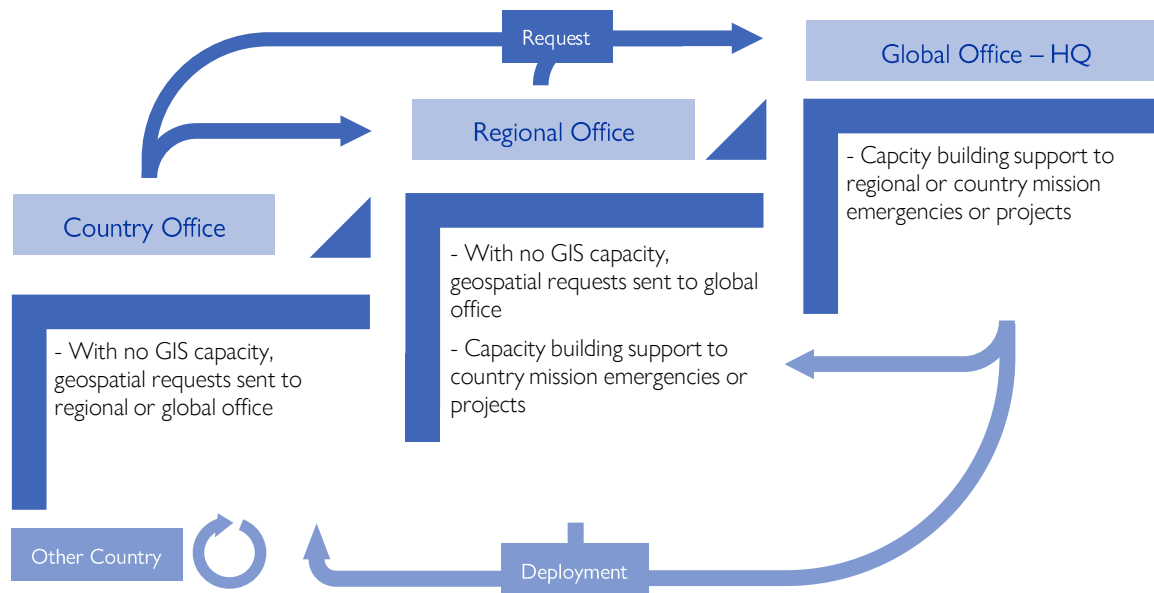 Request
Global Office – HQ
- Capcity building support to
regional or country mission
emergencies or projects
Regional Office
- With no GIS capacity,
geospatial requests sent to global
office
- Capacity building support to
country mission emergencies or
projects
Country Office
- With no GIS capacity,
geospatial requests sent to
regional or global office
Other Country
Deployment